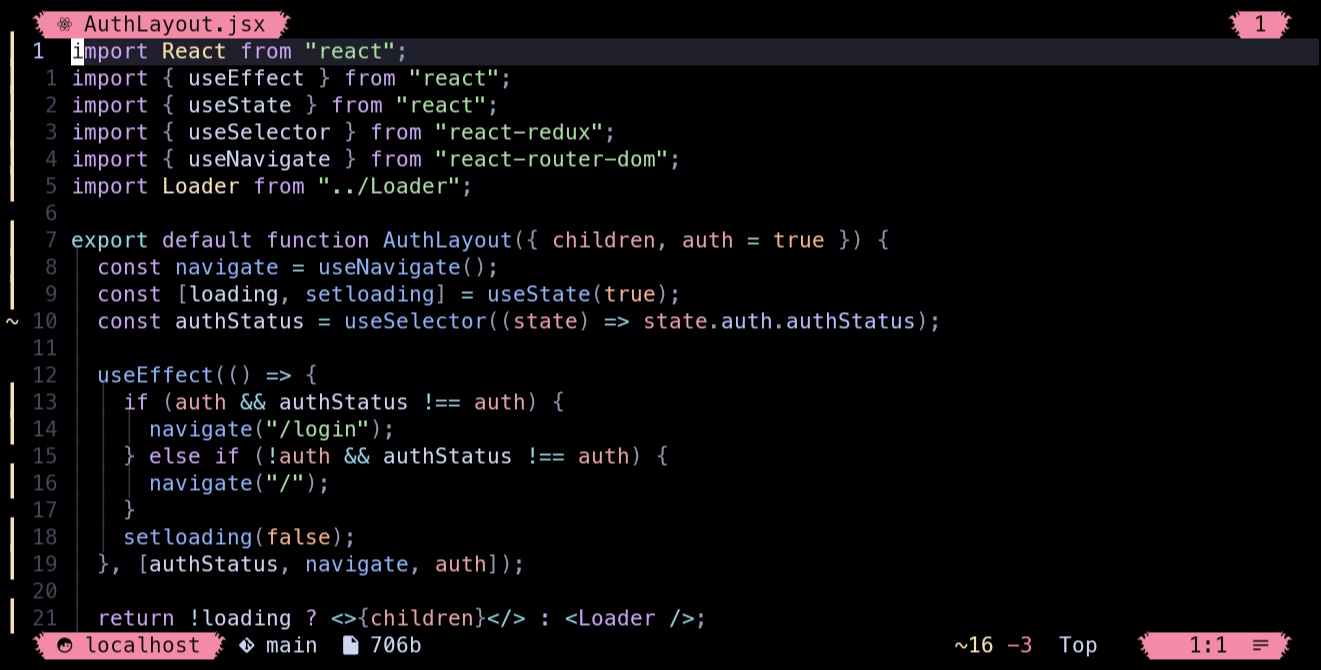 AuthLayout.jsx 1
1 import React from "react";
1 import { useEffect } from "react";
2 import { useState } from "react";
3 import { useSelector } from "react-redux";
4 import { useNavigate } from "react-router-dom";
5 import Loader from "../Loader";
6
7 export default function AuthLayout({ children, auth = true }) {
8   const navigate = useNavigate();
9   const [loading, setloading] = useState(true);
~ 10   const authStatus = useSelector((state) => state.auth.authStatus);
11
12   useEffect(() => {
13     if (auth && authStatus !== auth) {
14       navigate("/login");
15     } else if (!auth && authStatus !== auth) {
16       navigate("/");
17     }
18     setloading(false);
19   }, [authStatus, navigate, auth]);
20
21   return !loading ? <>{children}</> : <Loader />;
localhost main 706b ~16 -3 Top 1:1